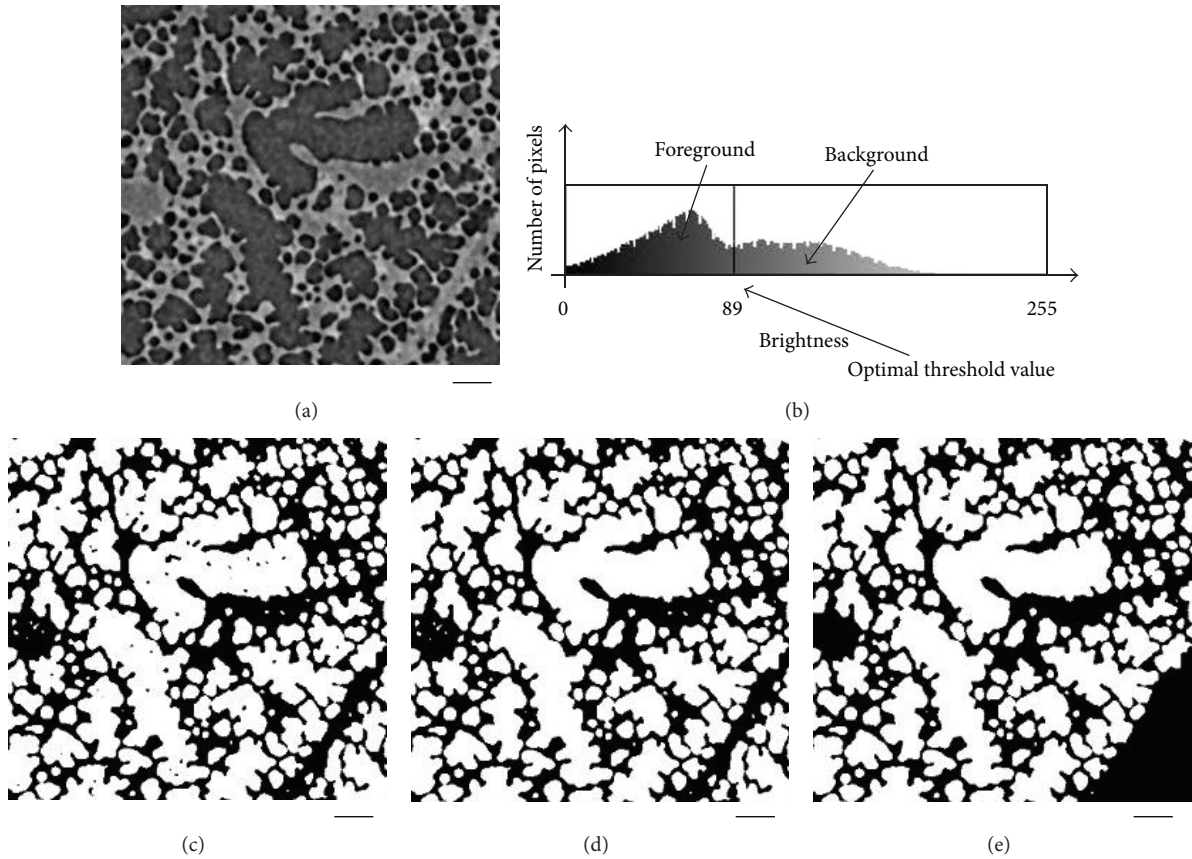 Number of pixels
Foreground
Background
0
89
255
Brightness
Optimal threshold value
(a)
(b)
(c)
(d)
(e)